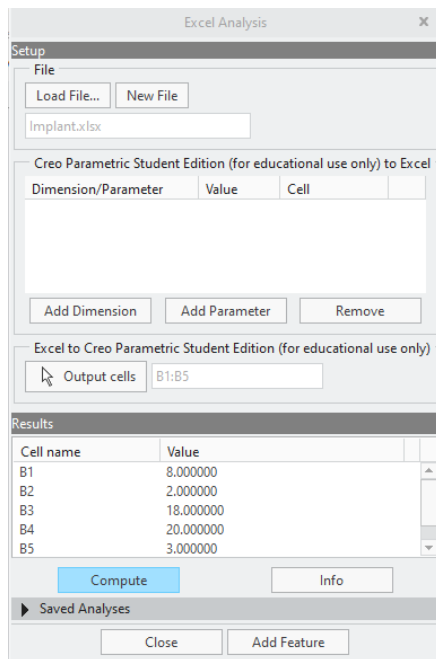 Excel Analysis x
Setup
File
Load File... New File
Implant.xlsx
Creo Parametric Student Edition (for educational use only) to Excel
Dimension/Parameter Value Cell
Add Dimension Add Parameter Remove
Excel to Creo Parametric Student Edition (for educational use only)
Output cells B1:B5
Results
Cell name Value
B1 8.000000
B2 2.000000
B3 18.000000
B4 20.000000
B5 3.000000
Compute Info
Saved Analyses
Close Add Feature